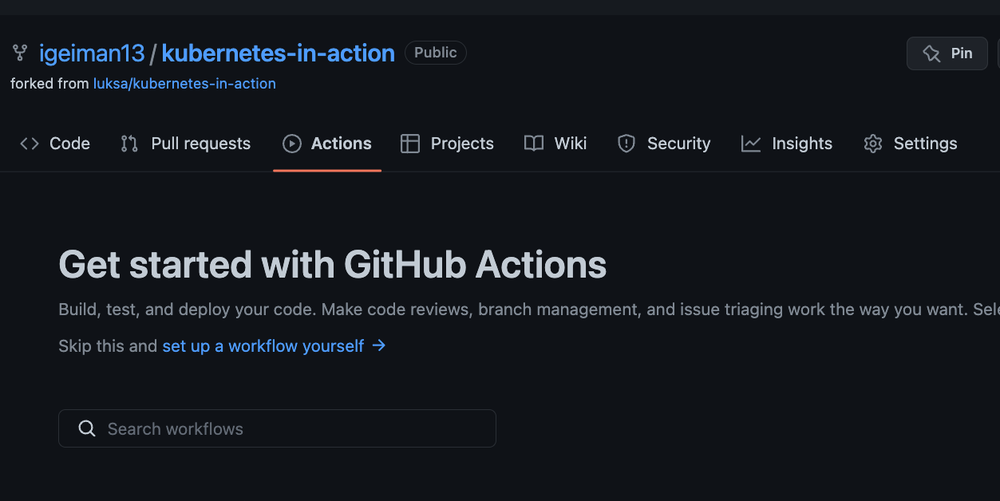 igeiman13 / kubernetes-in-action Public Pin
forked from luksa/kubernetes-in-action
Code Pull requests Actions Projects Wiki Security Insights Settings
Get started with GitHub Actions
Build, test, and deploy your code. Make code reviews, branch management, and issue triaging work the way you want.
Skip this and set up a workflow yourself →
Search workflows